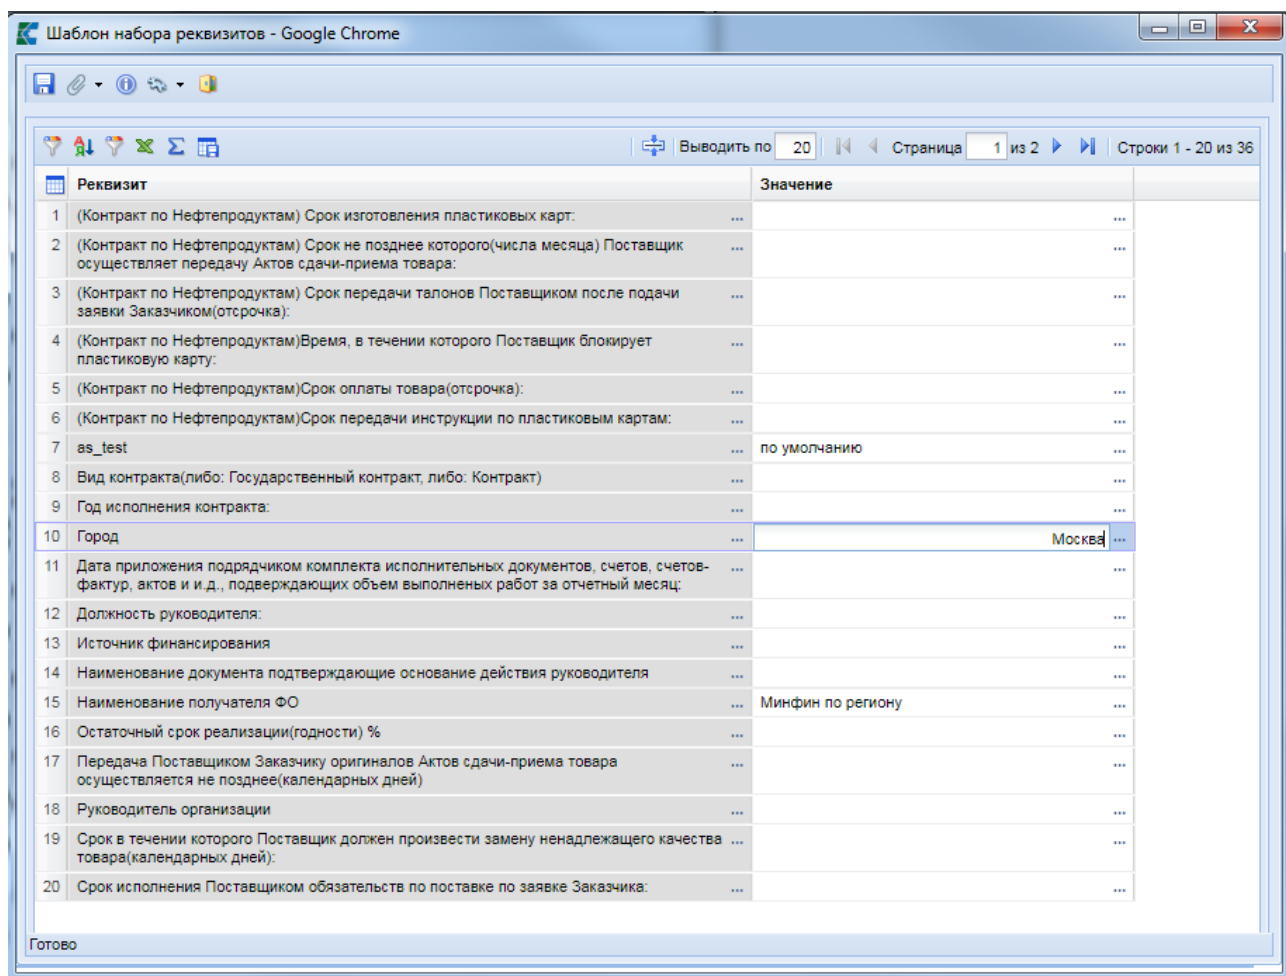 Шаблон набора реквизитов - Google Chrome
Выводить по 20 Страница 1 из 2 Строки 1 - 20 из 36
Реквизит Значение
1 (Контракт по Нефтепродуктам) Срок изготовления пластиковых карт: ... ...
2 (Контракт по Нефтепродуктам) Срок не позднее которого(числа месяца) Поставщик ... ...
осуществляет передачу Актов сдачи-приема товара:
3 (Контракт по Нефтепродуктам) Срок передачи талонов Поставщиком после подачи ... ...
заявки Заказчиком(отсрочка):
4 (Контракт по Нефтепродуктам)Время, в течении которого Поставщик блокирует ... ...
пластиковую карту:
5 (Контракт по Нефтепродуктам)Срок оплаты товара(отсрочка): ... ...
6 (Контракт по Нефтепродуктам)Срок передачи инструкции по пластиковым картам: ... ...
7 as_test ... по умолчанию ...
8 Вид контракта(либо: Государственный контракт, либо: Контракт) ... ...
9 Год исполнения контракта: ... ...
10 Город ... Москва ...
11 Дата приложения подрядчиком комплекта исполнительных документов, счетов, счетов- ... ...
фактур, актов и и.д., подверждающих объем выполненых работ за отчетный месяц:
12 Должность руководителя: ... ...
13 Источник финансирования ... ...
14 Наименование документа подтверждающие основание действия руководителя ... ...
15 Наименование получателя ФО ... Минфин по региону ...
16 Остаточный срок реализации(годности) % ... ...
17 Передача Поставщиком Заказчику оригиналов Актов сдачи-приема товара ... ...
осуществляется не позднее(календарных дней)
18 Руководитель организации ... ...
19 Срок в течении которого Поставщик должен произвести замену ненадлежащего качества ... ...
товара(календарных дней):
20 Срок исполнения Поставщиком обязательств по поставке по заявке Заказчика: ... ...
Готово